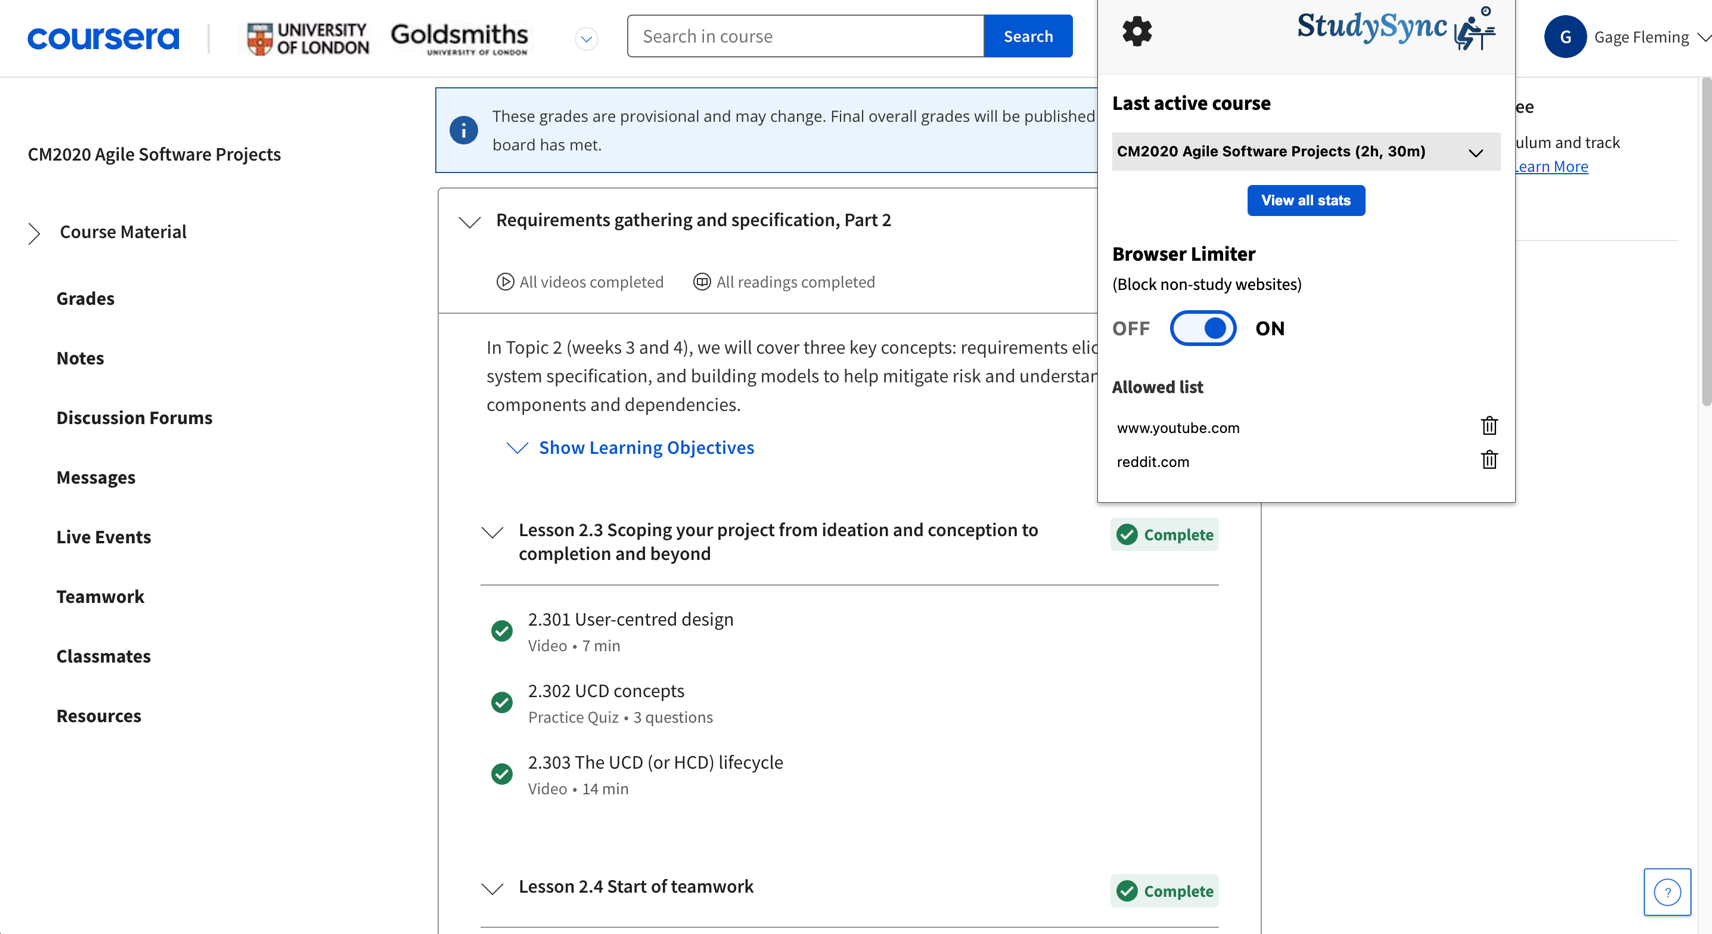 coursera
UNIVERSITY
OF LONDON
Goldsmiths
UNIVERSITY OF LONDON
Search in course
Search
StudySync
G
Gage Fleming
CM2020 Agile Software Projects
Course Material
Grades
Notes
Discussion Forums
Messages
Live Events
Teamwork
Classmates
Resources
These grades are provisional and may change. Final overall grades will be published
board has met.
Requirements gathering and specification, Part 2
All videos completed
All readings completed
In Topic 2 (weeks 3 and 4), we will cover three key concepts: requirements elic
system specification, and building models to help mitigate risk and understan
components and dependencies.
Show Learning Objectives
Lesson 2.3 Scoping your project from ideation and conception to
completion and beyond
Complete
2.301 User-centred design
Video • 7 min
2.302 UCD concepts
Practice Quiz • 3 questions
2.303 The UCD (or HCD) lifecycle
Video • 14 min
Lesson 2.4 Start of teamwork
Complete
Last active course
CM2020 Agile Software Projects (2h, 30m)
View all stats
Browser Limiter
(Block non-study websites)
OFF
ON
Allowed list
www.youtube.com
reddit.com
ee
ulum and track
Learn More
?